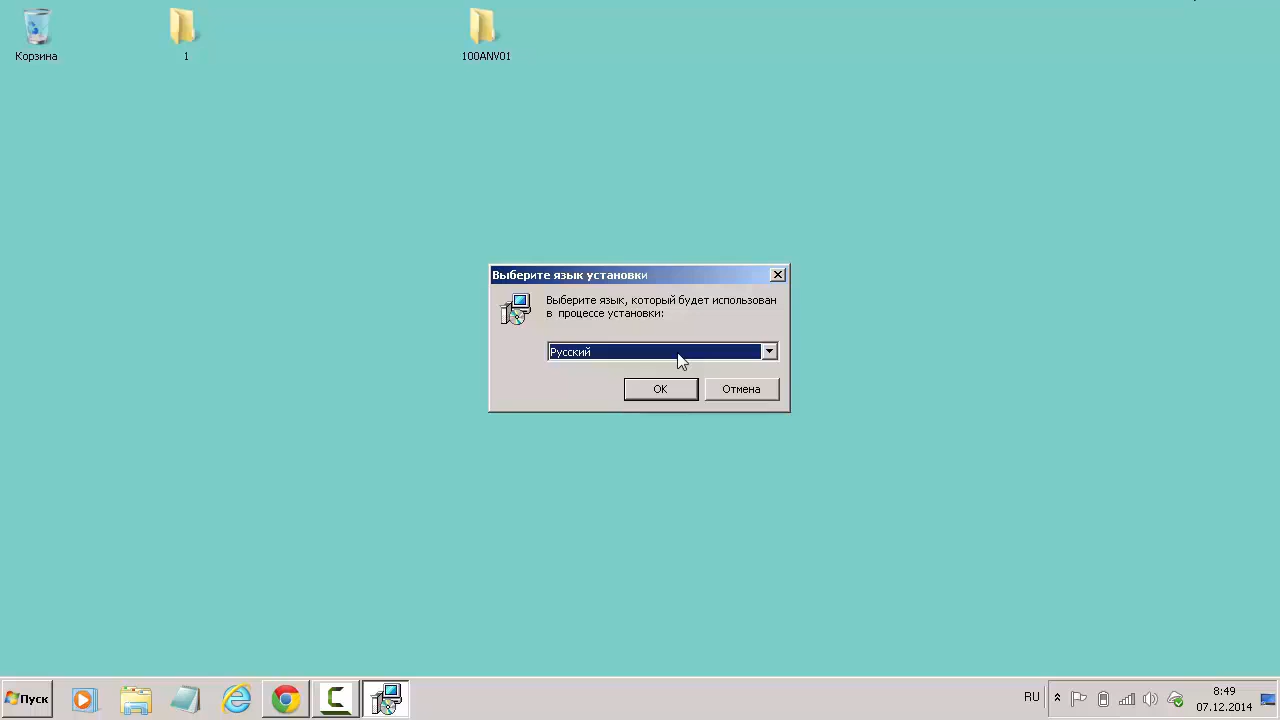 Корзина
1
100ANV01
Выберите язык установки
Выберите язык, который будет использован
в процессе установки:
Русский
OK
Отмена
Пуск
RU
8:49
07.12.2014